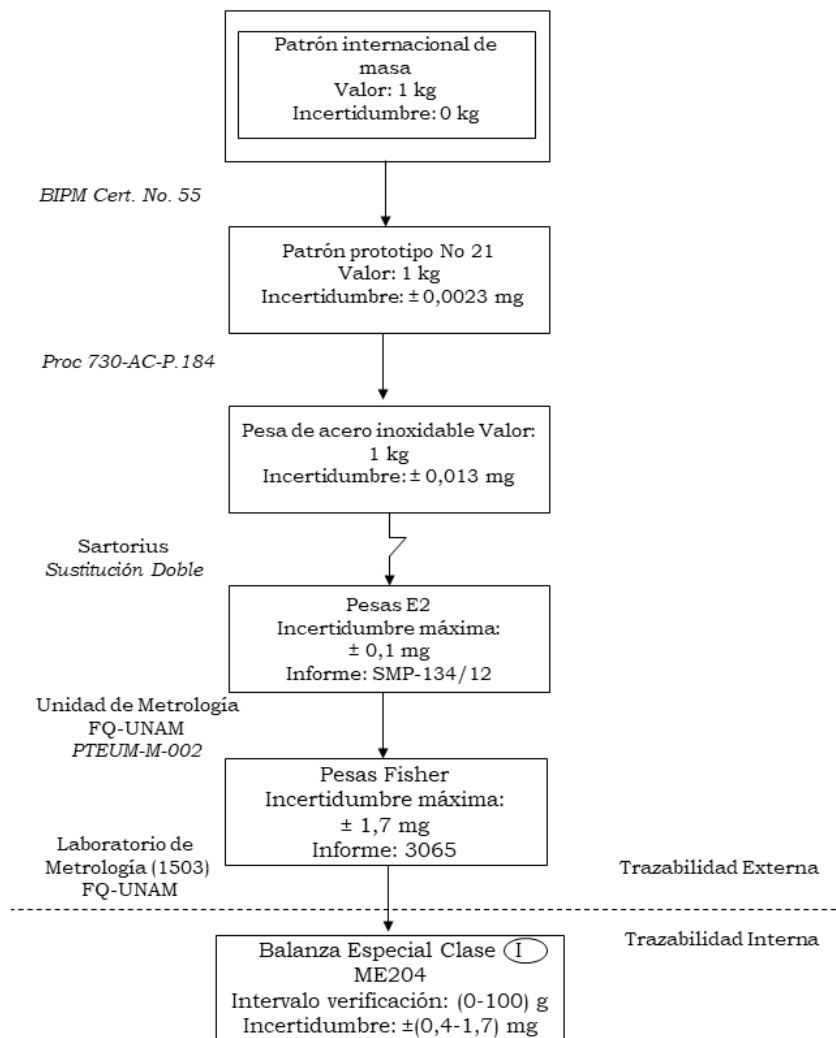 Patrón internacional de
masa
Valor: 1 kg
Incertidumbre: 0 kg
BIPM Cert. No. 55
Patrón prototipo No 21
Valor: 1 kg
Incertidumbre: ± 0,0023 mg
Proc 730-AC-P.184
Pesa de acero inoxidable Valor:
1 kg
Incertidumbre: ± 0,013 mg
Sartorius
Sustitución Doble
Pesas E2
Incertidumbre máxima:
± 0,1 mg
Informe: SMP-134/12
Unidad de Metrología
FQ-UNAM
PTEUM-M-002
Pesas Fisher
Incertidumbre máxima:
± 1,7 mg
Informe: 3065
Laboratorio de
Metrología (1503)
FQ-UNAM
Trazabilidad Externa
Trazabilidad Interna
Balanza Especial Clase I
ME204
Intervalo verificación: (0-100) g
Incertidumbre: ±(0,4-1,7) mg